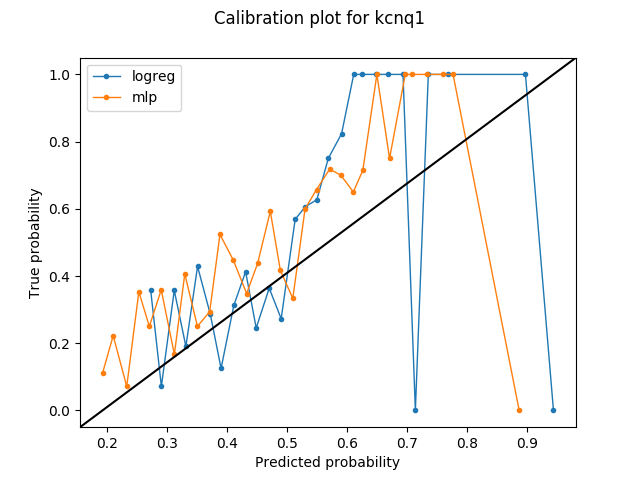 Calibration plot for kcnq1
logreg
mlp
True probability
1.0
0.8
0.6
0.4
0.2
0.0
0.2 0.3 0.4 0.5 0.6 0.7 0.8 0.9
Predicted probability